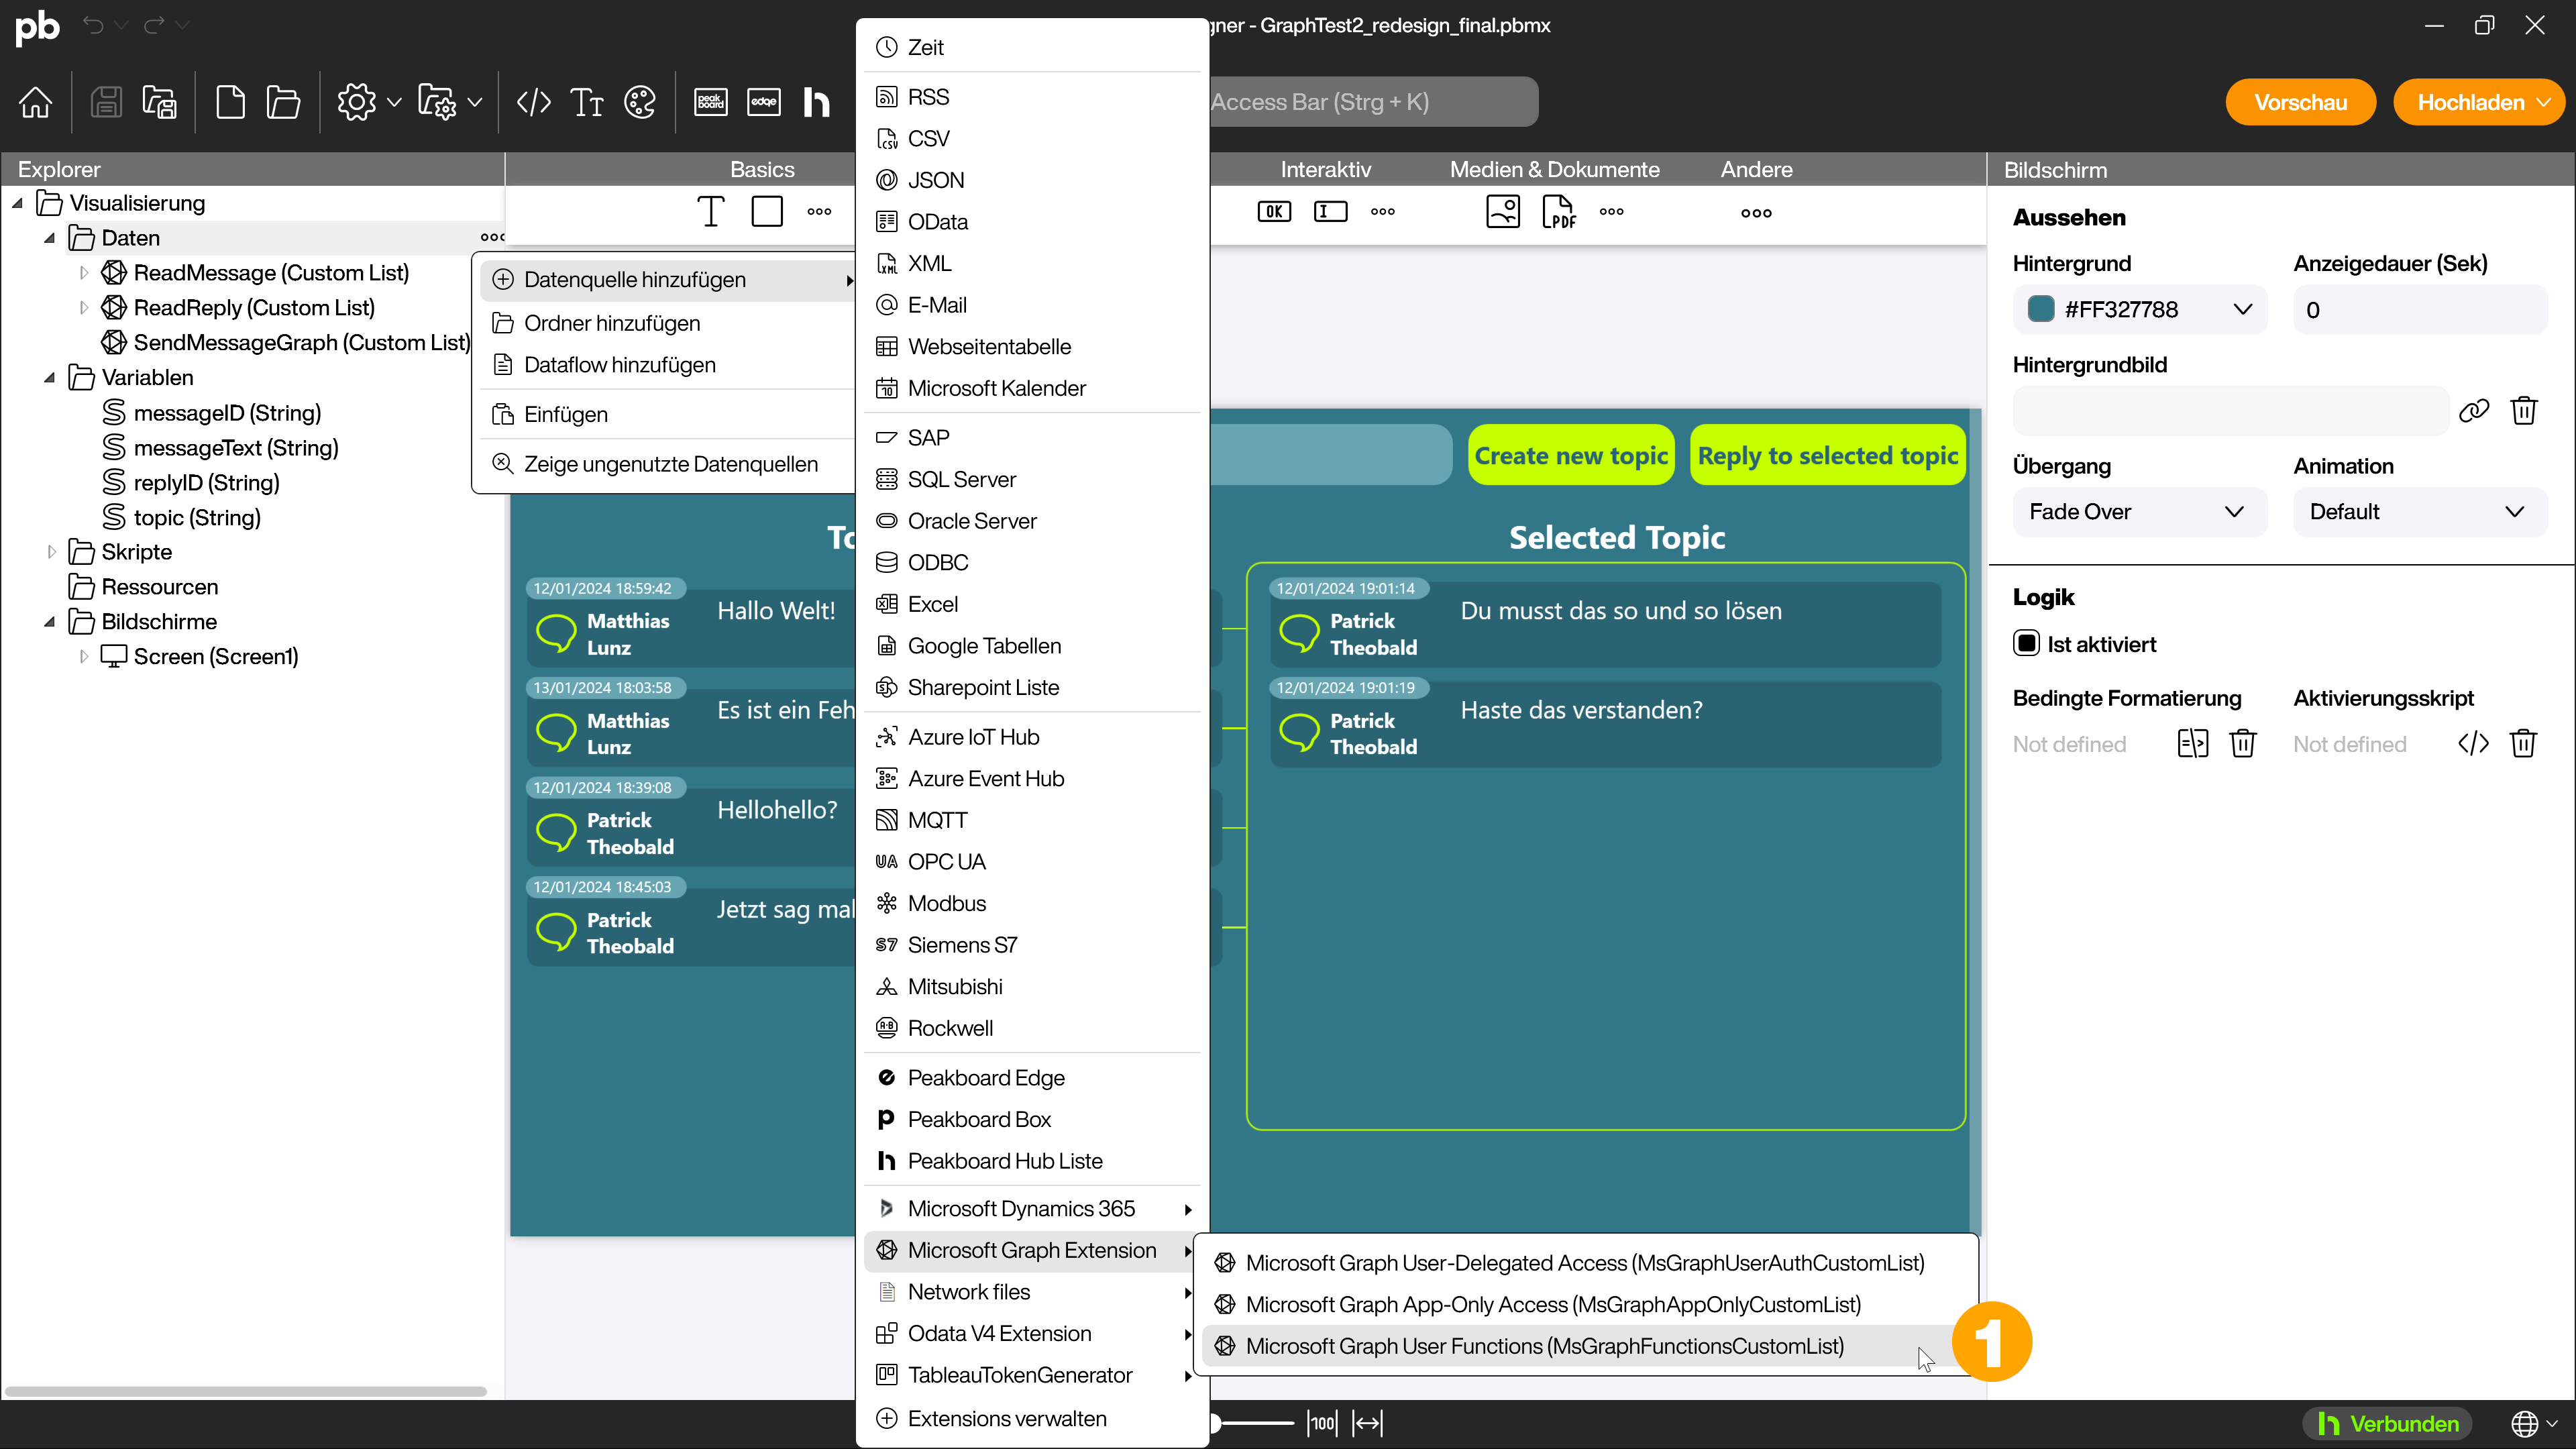 pb
gner - GraphTest2_redesign_final.pbmx
peak board
edge
h
Access Bar (Strg + K)
Vorschau
Hochladen
Explorer
Visualisierung
Daten
ReadMessage (Custom List)
ReadReply (Custom List)
SendMessageGraph (Custom List)
Variablen
messageID (String)
messageText (String)
replyID (String)
topic (String)
Skripte
Ressourcen
Bildschirme
Screen (Screen1)
Basics
Interaktiv
Medien & Dokumente
Andere
OK
PDF
Datenquelle hinzufügen
Ordner hinzufügen
Dataflow hinzufügen
Einfügen
Zeige ungenutzte Datenquellen
Zeit
RSS
CSV
JSON
OData
XML
E-Mail
Webseitentabelle
Microsoft Kalender
SAP
SQL Server
Oracle Server
ODBC
Excel
Google Tabellen
Sharepoint Liste
Azure IoT Hub
Azure Event Hub
MQTT
OPC UA
Modbus
Siemens S7
Mitsubishi
Rockwell
Peakboard Edge
Peakboard Box
Peakboard Hub Liste
Microsoft Dynamics 365
Microsoft Graph Extension
Network files
Odata V4 Extension
TableauTokenGenerator
Extensions verwalten
Microsoft Graph User-Delegated Access (MsGraphUserAuthCustomList)
Microsoft Graph App-Only Access (MsGraphAppOnlyCustomList)
Microsoft Graph User Functions (MsGraphFunctionsCustomList)
1
Create new topic
Reply to selected topic
To
12/01/2024 18:59:42
Matthias
Lunz
Hallo Welt!
13/01/2024 18:03:58
Matthias
Lunz
Es ist ein Feh
12/01/2024 18:39:08
Patrick
Theobald
Hellohello?
12/01/2024 18:45:03
Patrick
Theobald
Jetzt sag mal
Selected Topic
12/01/2024 19:01:14
Patrick
Theobald
Du musst das so und so lösen
12/01/2024 19:01:19
Patrick
Theobald
Haste das verstanden?
Bildschirm
Aussehen
Hintergrund
Anzeigedauer (Sek)
#FF327788
0
Hintergrundbild
Übergang
Animation
Fade Over
Default
Logik
Ist aktiviert
Bedingte Formatierung
Aktivierungsskript
Not defined
Not defined
100
h Verbunden